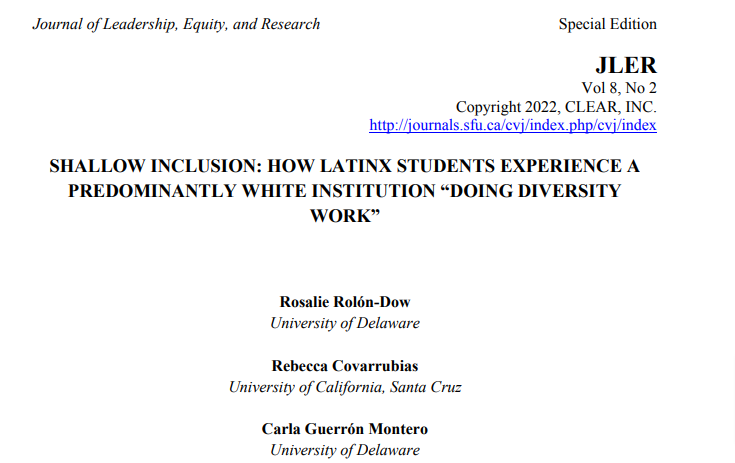 Journal of Leadership, Equity, and Research Special Edition
JLER
Vol 8, No 2
Copyright 2022, CLEAR, INC.
http://journals.sfu.ca/cvj/index.php/cvj/index
SHALLOW INCLUSION: HOW LATINX STUDENTS EXPERIENCE A
PREDOMINANTLY WHITE INSTITUTION “DOING DIVERSITY
WORK”
Rosalie Rolón-Dow
University of Delaware
Rebecca Covarrubias
University of California, Santa Cruz
Carla Guerrón Montero
University of Delaware